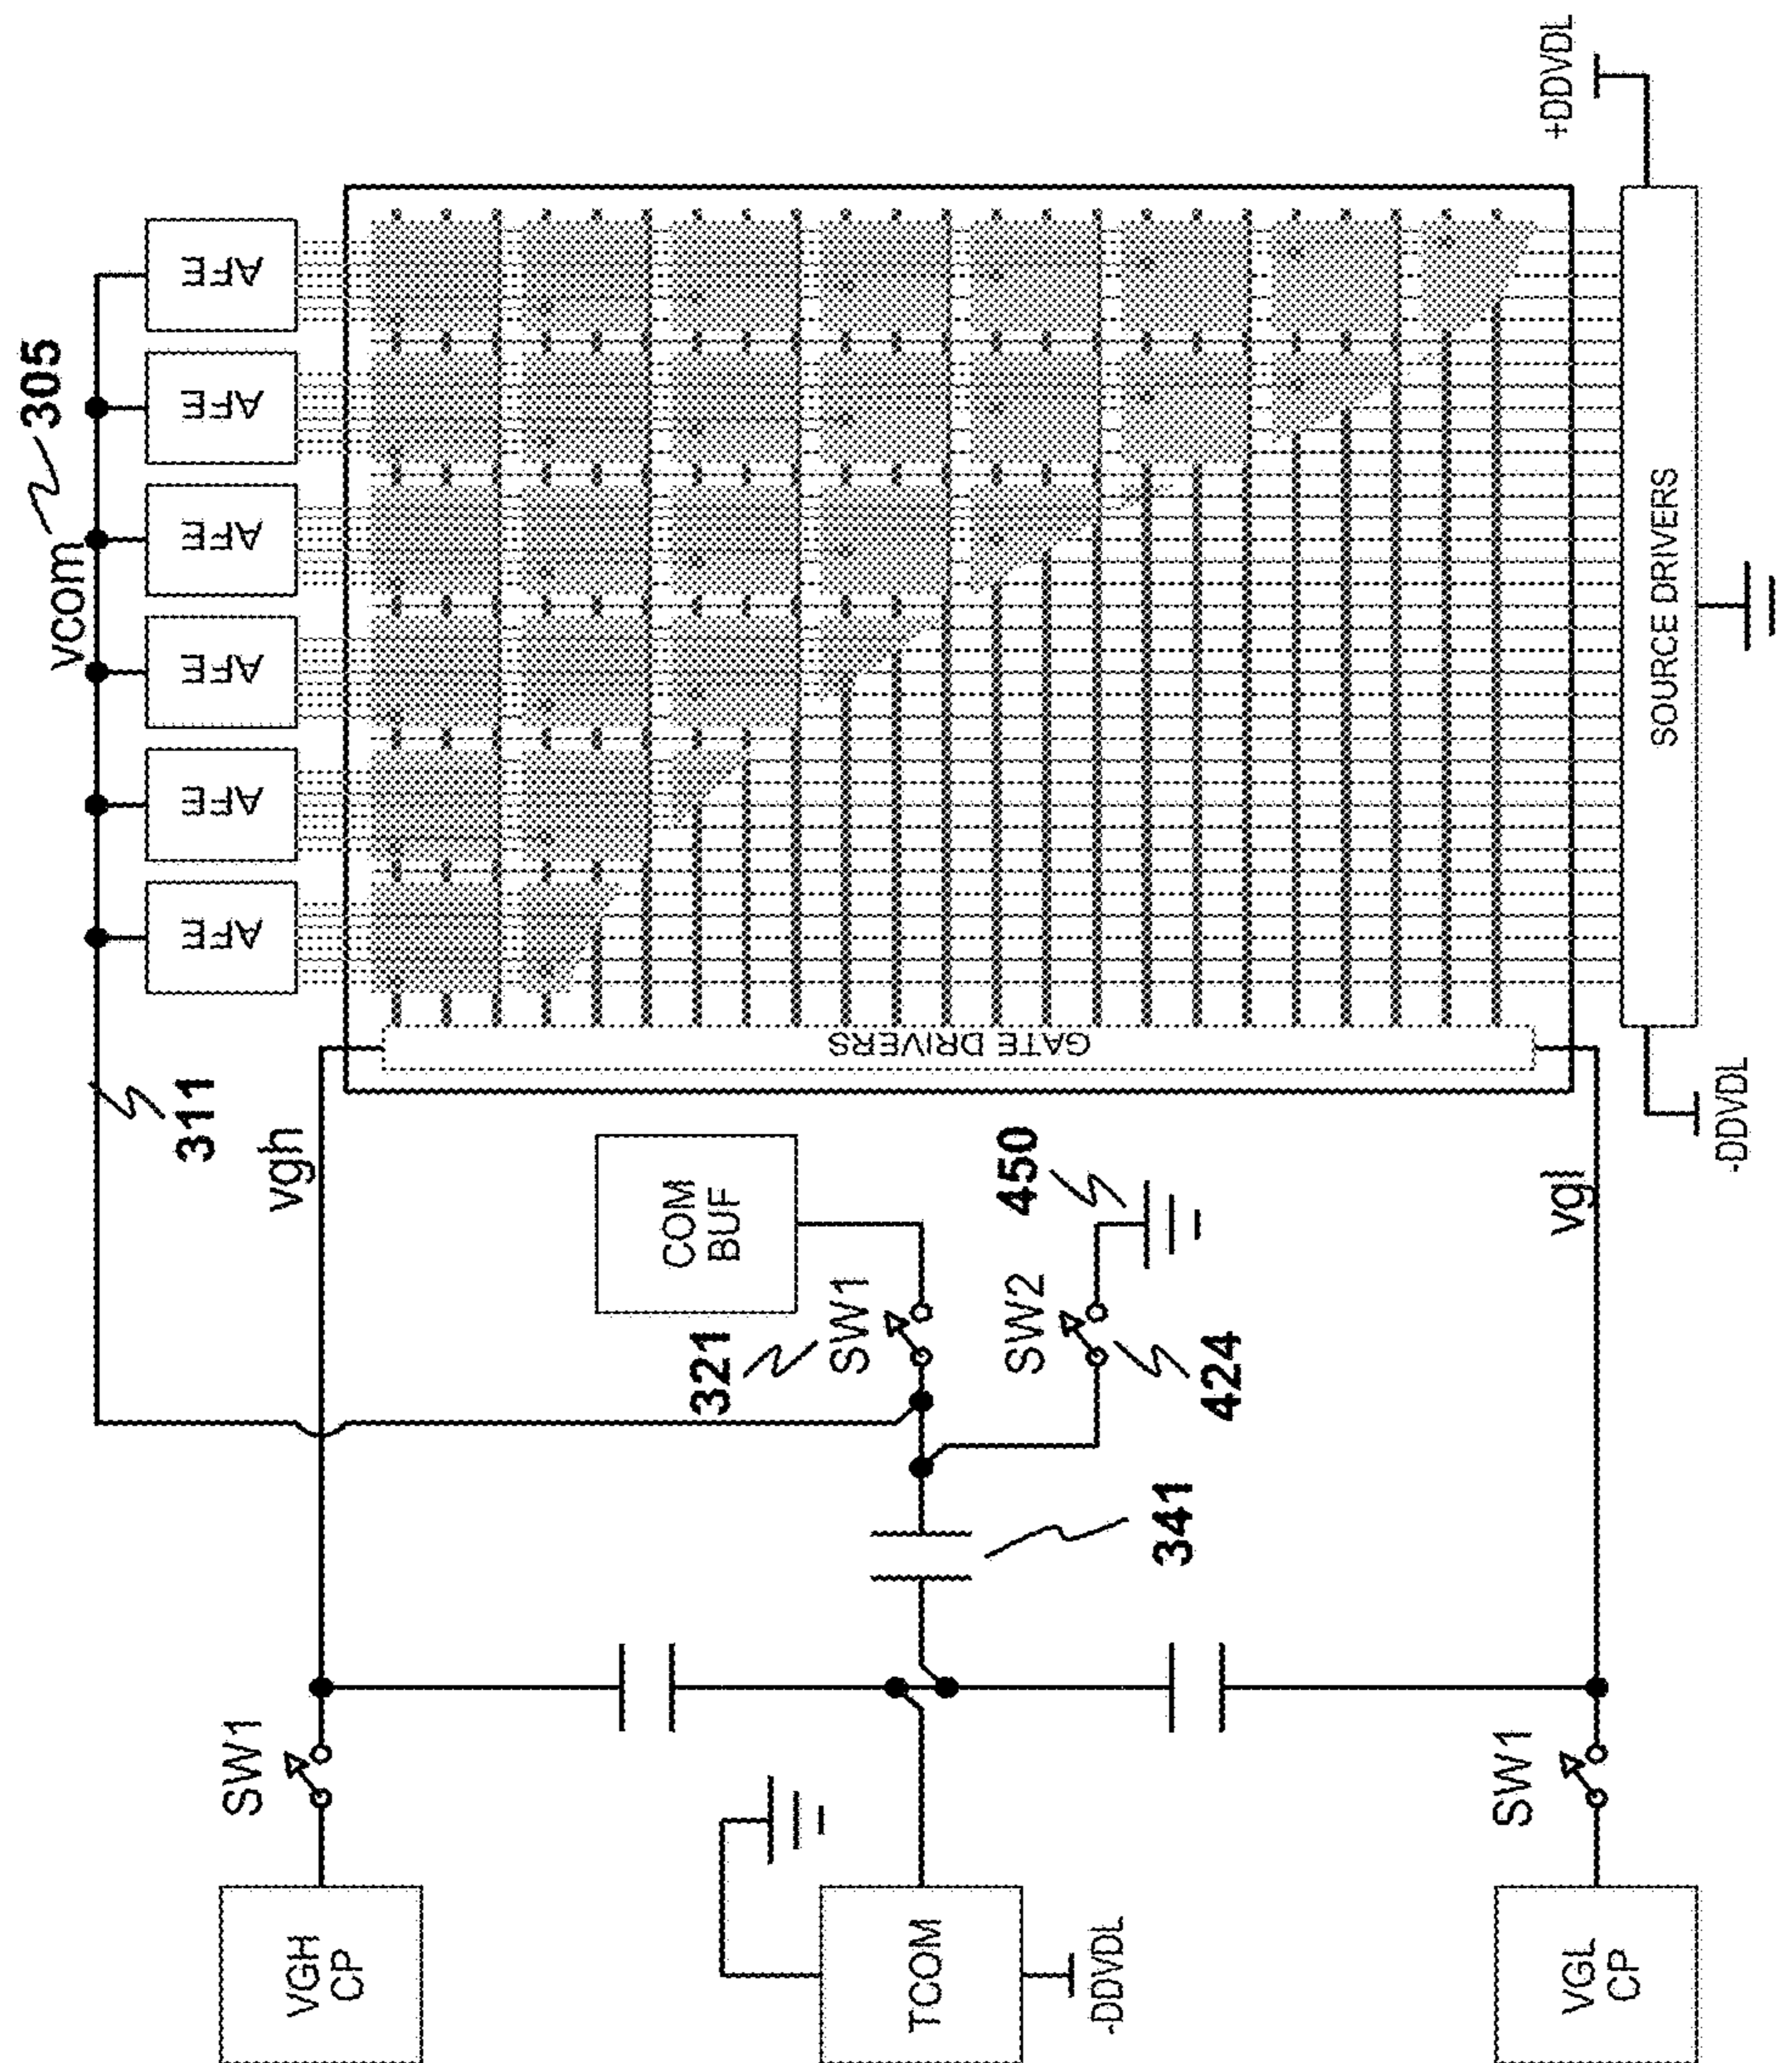 VGH
CP
SW1
vgh
311
vcom
305
AFE
AFE
AFE
AFE
AFE
AFE
TCOM
-DDVDL
341
321
SW1
COM
BUF
SW2
424
450
GATE DRIVERS
VGL
CP
SW1
vgl
-DDVDL
SOURCE DRIVERS
+DDVDL